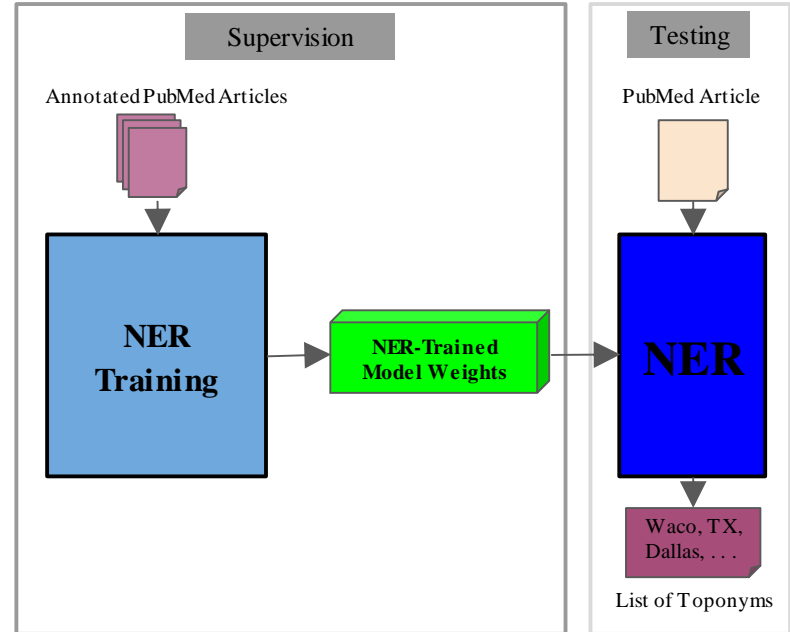 Supervision
Annotated PubMed Articles
NER
Training
NER-Trained
Model Weights
Testing
PubMed Article
NER
Waco, TX,
Dallas, . . .
List of Toponyms